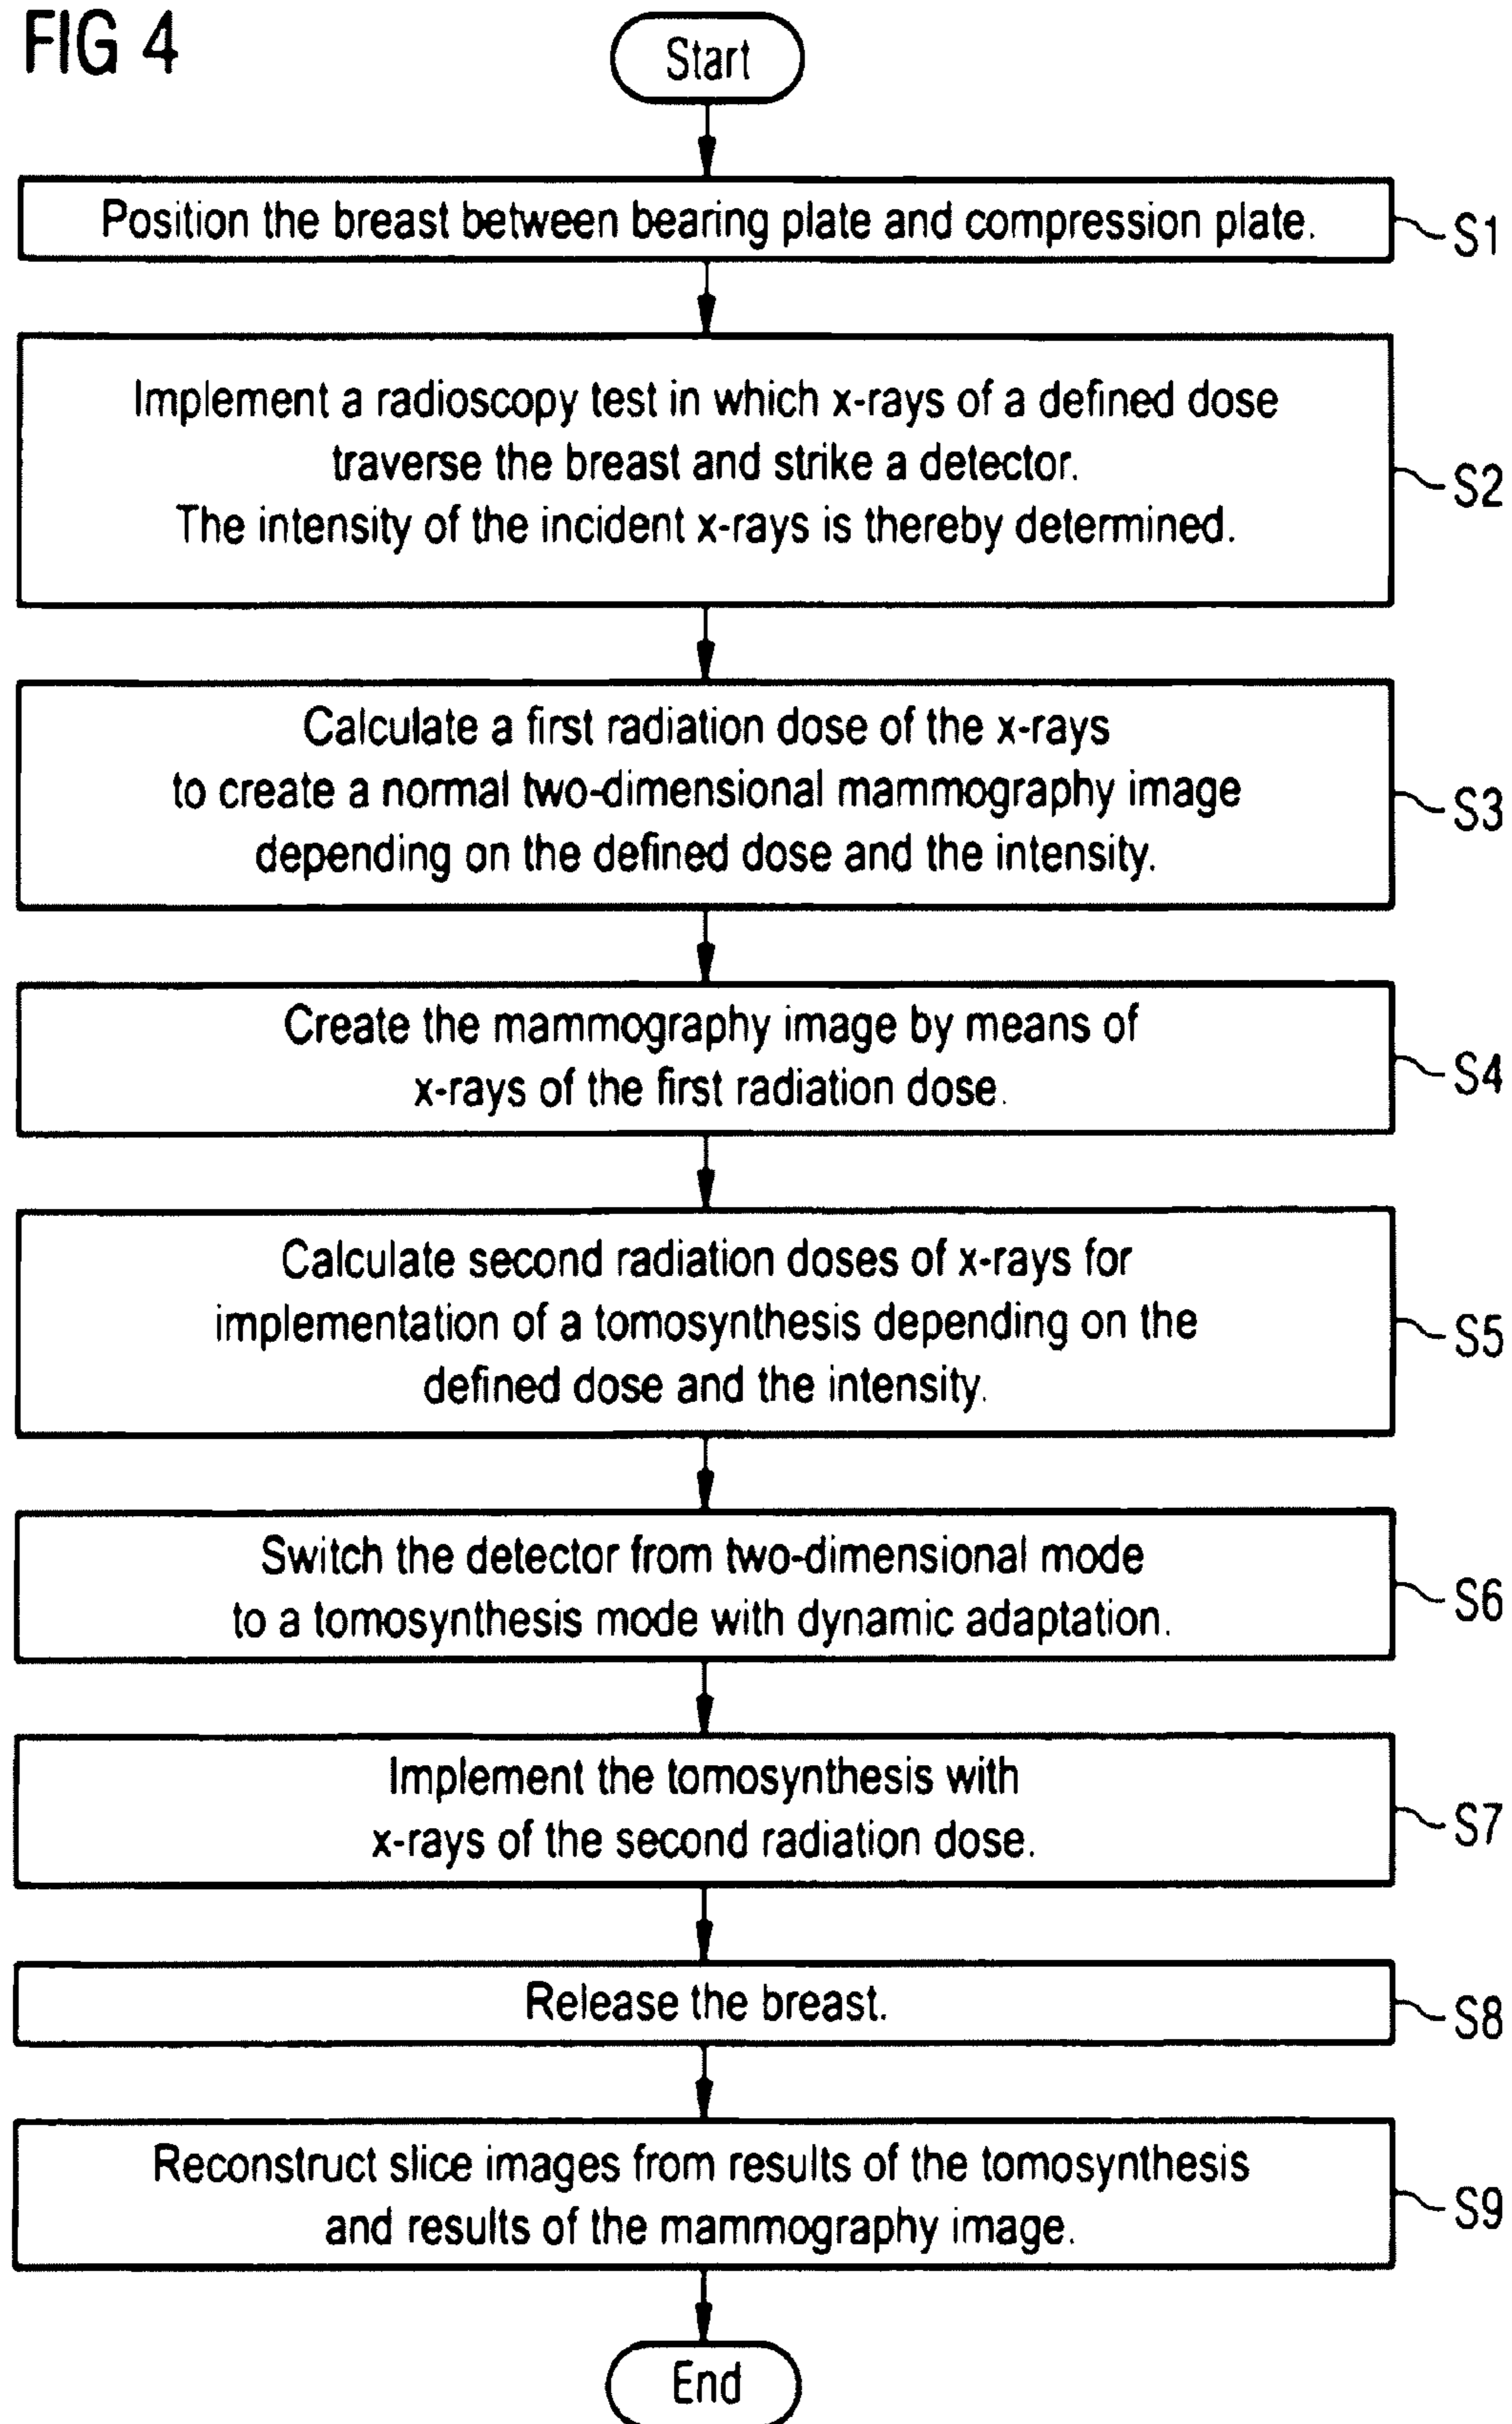 FIG 4
Start
Position the breast between bearing plate and compression plate.
S1
Implement a radioscopy test in which x-rays of a defined dose
traverse the breast and strike a detector.
The intensity of the incident x-rays is thereby determined.
S2
Calculate a first radiation dose of the x-rays
to create a normal two-dimensional mammography image
depending on the defined dose and the intensity.
S3
Create the mammography image by means of
x-rays of the first radiation dose.
S4
Calculate second radiation doses of x-rays for
implementation of a tomosynthesis depending on the
defined dose and the intensity.
S5
Switch the detector from two-dimensional mode
to a tomosynthesis mode with dynamic adaptation.
S6
Implement the tomosynthesis with
x-rays of the second radiation dose.
S7
Release the breast.
S8
Reconstruct slice images from results of the tomosynthesis
and results of the mammography image.
S9
End